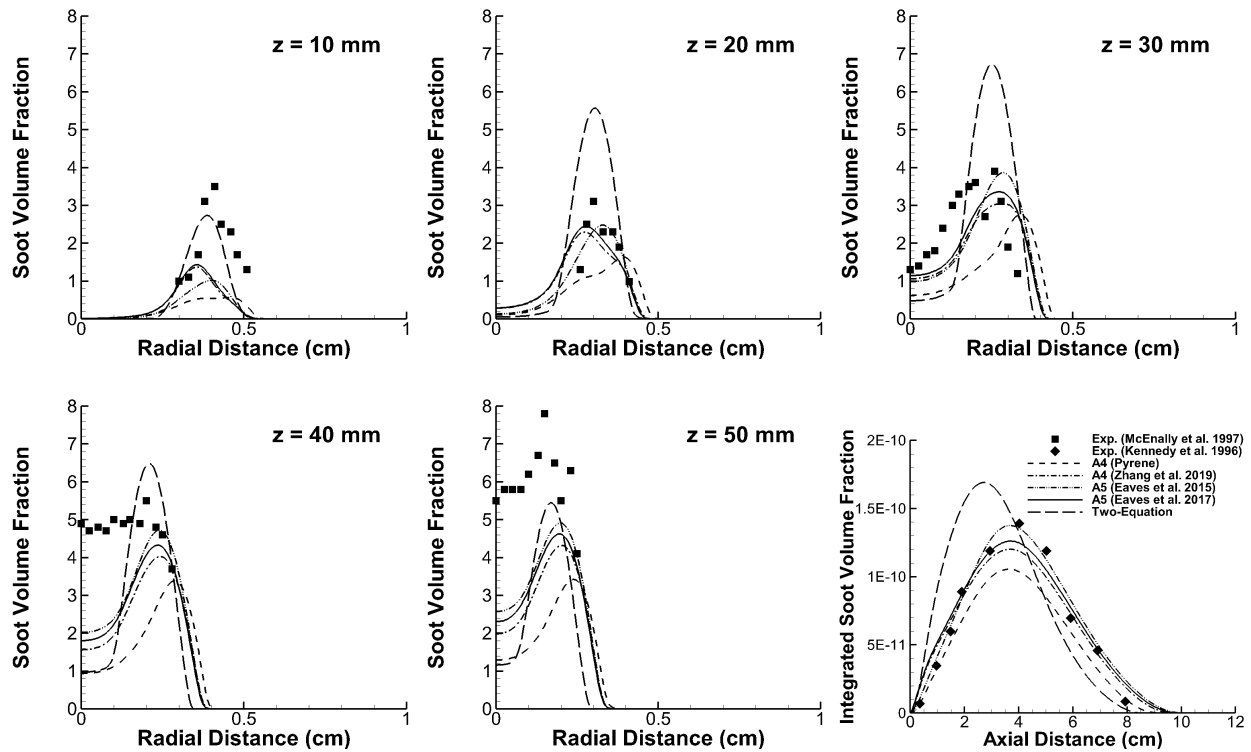 8
7
6
5
4
3
2
1
0
Soot Volume Fraction
z = 10 mm
0
0.5
1
Radial Distance (cm)
8
7
6
5
4
3
2
1
0
Soot Volume Fraction
z = 20 mm
0
0.5
1
Radial Distance (cm)
8
7
6
5
4
3
2
1
0
Soot Volume Fraction
z = 30 mm
0
0.5
1
Radial Distance (cm)
8
7
6
5
4
3
2
1
0
Soot Volume Fraction
z = 40 mm
0
0.5
1
Radial Distance (cm)
8
7
6
5
4
3
2
1
0
Soot Volume Fraction
z = 50 mm
0
0.5
1
Radial Distance (cm)
2E-10
1.5E-10
1E-10
5E-11
0
Integrated Soot Volume Fraction
Exp. (McEnally et al. 1997)
Exp. (Kennedy et al. 1996)
A4 (Pyrene)
A4 (Zhang et al. 2019)
A5 (Eaves et al. 2015)
A5 (Eaves et al. 2017)
Two-Equation
0
2
4
6
8
10
12
Axial Distance (cm)